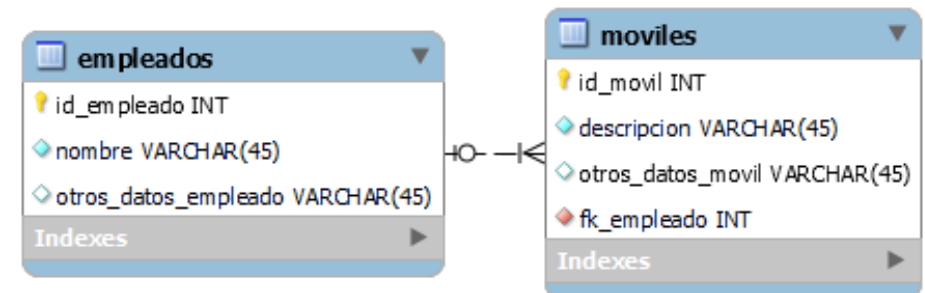 empleados
id_empleado INT
nombre VARCHAR(45)
otros_datos_empleado VARCHAR(45)
Indexes
moviles
id_movil INT
descripcion VARCHAR(45)
otros_datos_movil VARCHAR(45)
fk_empleado INT
Indexes